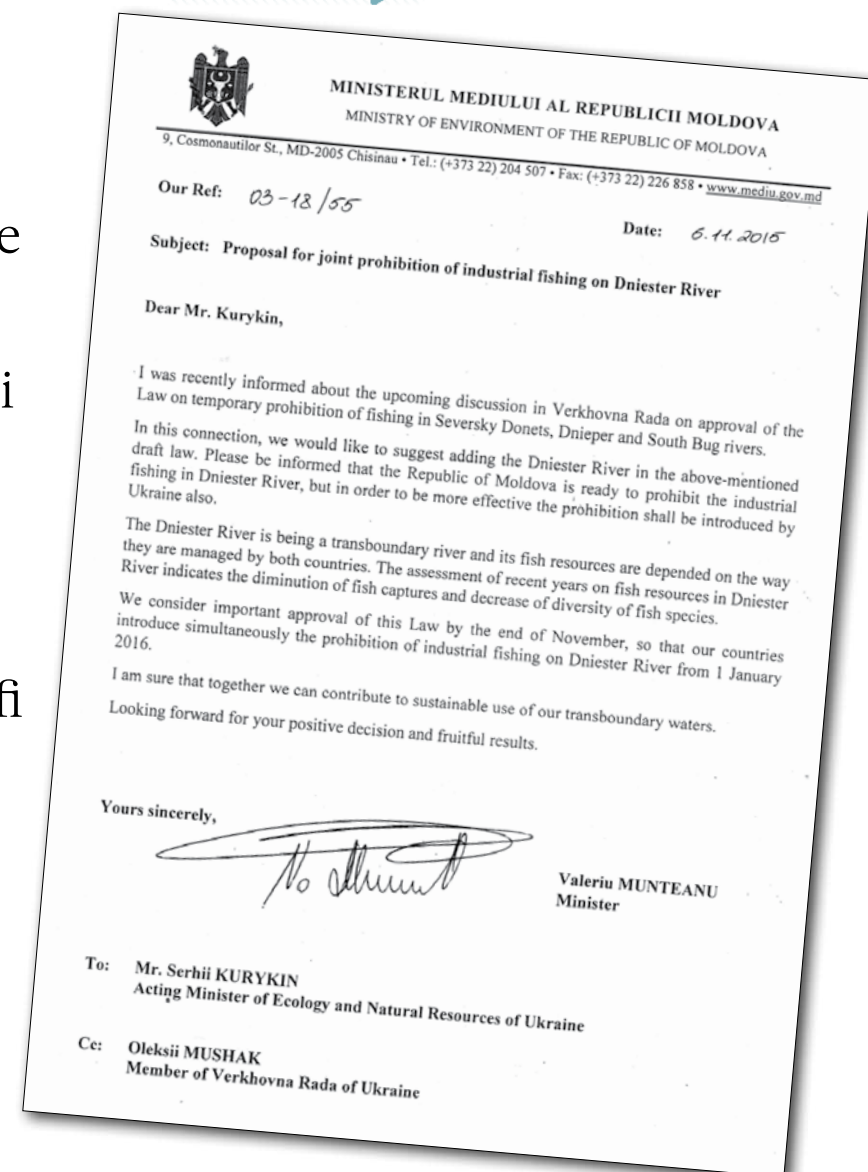 MINISTERUL MEDIULUI AL REPUBLICII MOLDOVA
MINISTRY OF ENVIRONMENT OF THE REPUBLIC OF MOLDOVA
9, Cosmonautilor St., MD-2005 Chisinau • Tel.: (+373 22) 204 507 • Fax: (+373 22) 226 858 • www.mediu.gov.md
Our Ref: 03-18/55
Date: 6.11.2015
Subject: Proposal for joint prohibition of industrial fishing on Dniester River
Dear Mr. Kurykin,
I was recently informed about the upcoming discussion in Verkhovna Rada on approval of the
Law on temporary prohibition of fishing in Seversky Donets, Dnieper and South Bug rivers.
In this connection, we would like to suggest adding the Dniester River in the above-mentioned
draft law. Please be informed that the Republic of Moldova is ready to prohibit the industrial
fishing in Dniester River, but in order to be more effective the prohibition shall be introduced by
Ukraine also.
The Dniester River is being a transboundary river and its fish resources are depended on the way
they are managed by both countries. The assessment of recent years on fish resources in Dniester
River indicates the diminution of fish captures and decrease of diversity of fish species.
We consider important approval of this Law by the end of November, so that our countries
introduce simultaneously the prohibition of industrial fishing on Dniester River from 1 January
2016.
I am sure that together we can contribute to sustainable use of our transboundary waters.
Looking forward for your positive decision and fruitful results.
Yours sincerely,
Valeriu MUNTEANU
Minister
To: Mr. Serhii KURYKIN
Acting Minister of Ecology and Natural Resources of Ukraine
Cc: Oleksii MUSHAK
Member of Verkhovna Rada of Ukraine
e
i
fi